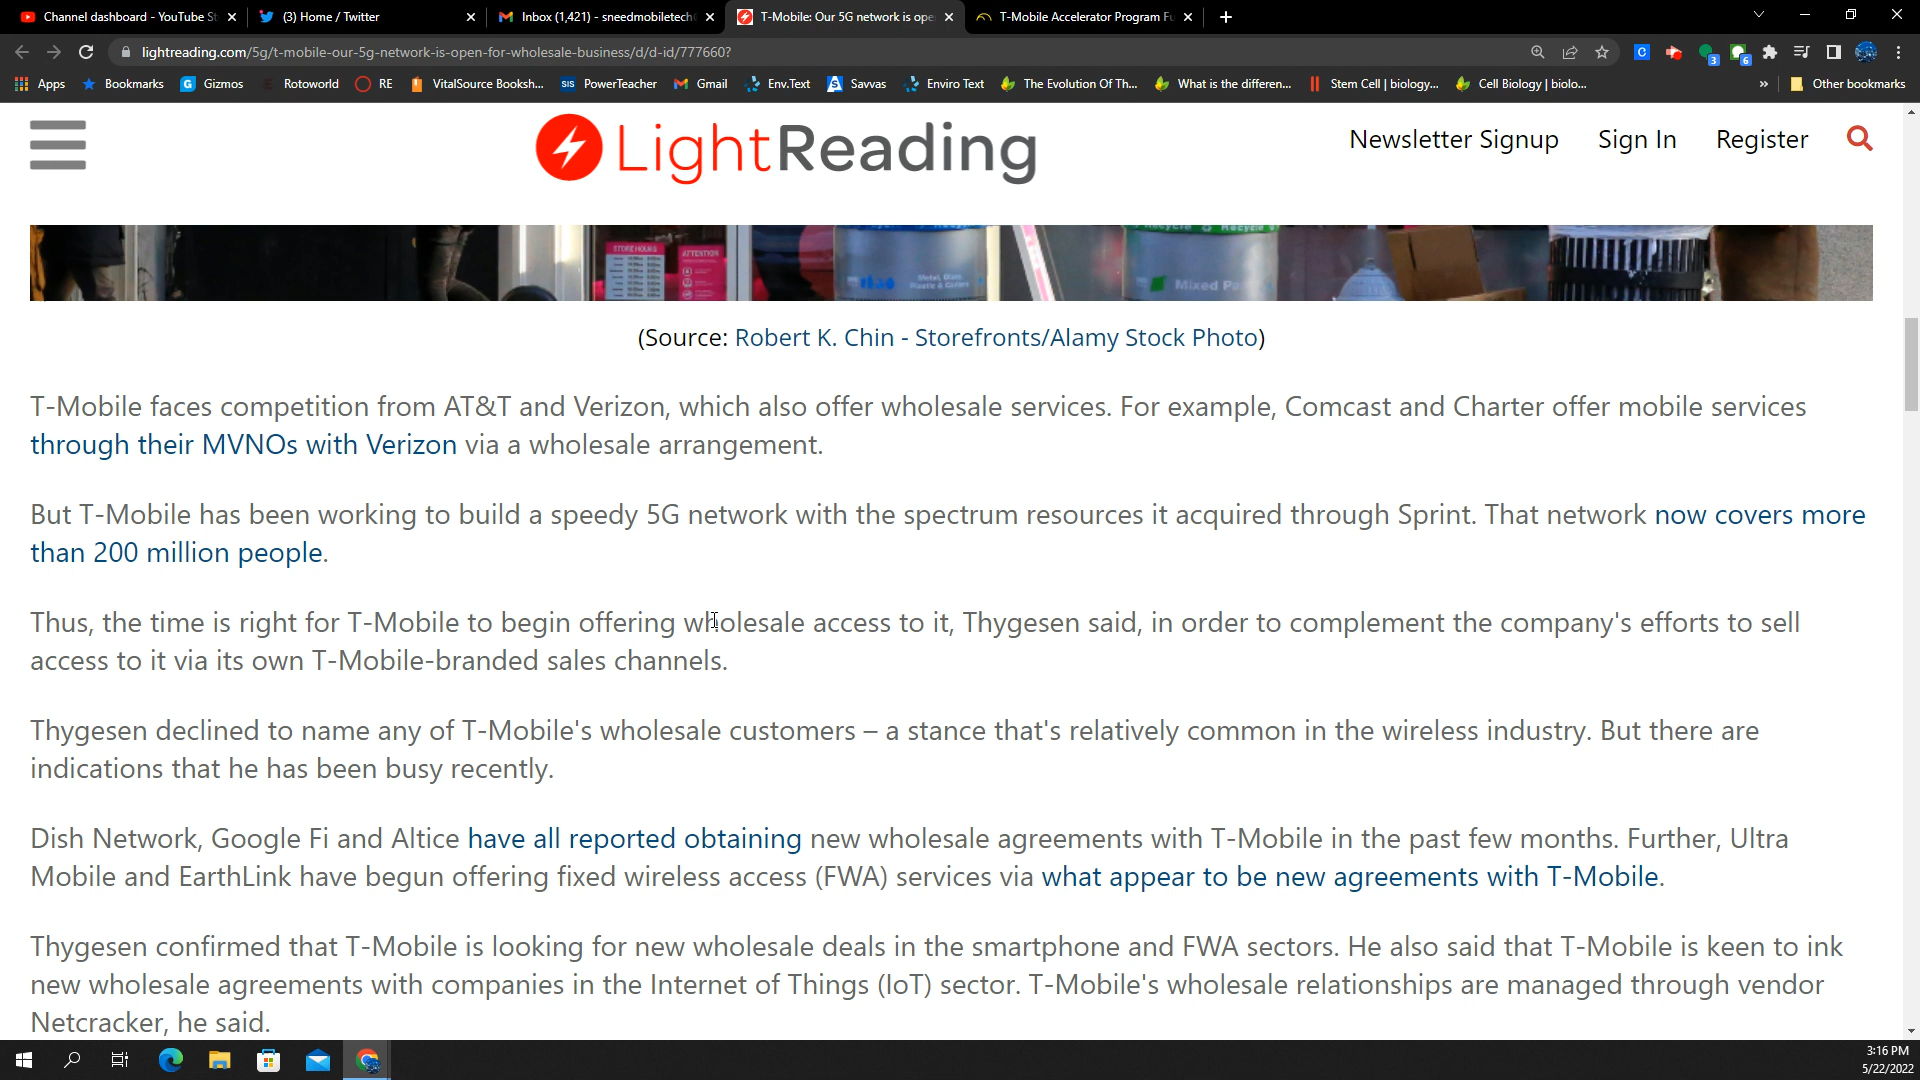 Channel dashboard - YouTube St
(3) Home / Twitter
Inbox (1,421) - sneedmobiletech
T-Mobile: Our 5G network is ope
T-Mobile Accelerator Program Fu
lightreading.com/5g/t-mobile-our-5g-network-is-open-for-wholesale-business/d/d-id/777660?
C
3
6
Apps
Bookmarks
G Gizmos
E Rotoworld
RE
VitalSource Booksh...
SIS PowerTeacher
Gmail
Env.Text
S Savvas
Enviro Text
The Evolution Of Th...
What is the differen...
Stem Cell | biology...
Cell Biology | biolo...
»
Other bookmarks
LightReading
Newsletter Signup
Sign In
Register
STORE HOURS
ATTENTION
Recycle
Metal, Glass
Plastic & Cartons
Mixed Pa
(Source: Robert K. Chin - Storefronts/Alamy Stock Photo)
T-Mobile faces competition from AT&T and Verizon, which also offer wholesale services. For example, Comcast and Charter offer mobile services
through their MVNOs with Verizon via a wholesale arrangement.
But T-Mobile has been working to build a speedy 5G network with the spectrum resources it acquired through Sprint. That network now covers more
than 200 million people.
Thus, the time is right for T-Mobile to begin offering wholesale access to it, Thygesen said, in order to complement the company's efforts to sell
access to it via its own T-Mobile-branded sales channels.
Thygesen declined to name any of T-Mobile's wholesale customers – a stance that's relatively common in the wireless industry. But there are
indications that he has been busy recently.
Dish Network, Google Fi and Altice have all reported obtaining new wholesale agreements with T-Mobile in the past few months. Further, Ultra
Mobile and EarthLink have begun offering fixed wireless access (FWA) services via what appear to be new agreements with T-Mobile.
Thygesen confirmed that T-Mobile is looking for new wholesale deals in the smartphone and FWA sectors. He also said that T-Mobile is keen to ink
new wholesale agreements with companies in the Internet of Things (IoT) sector. T-Mobile's wholesale relationships are managed through vendor
Netcracker, he said.
3:16 PM
5/22/2022